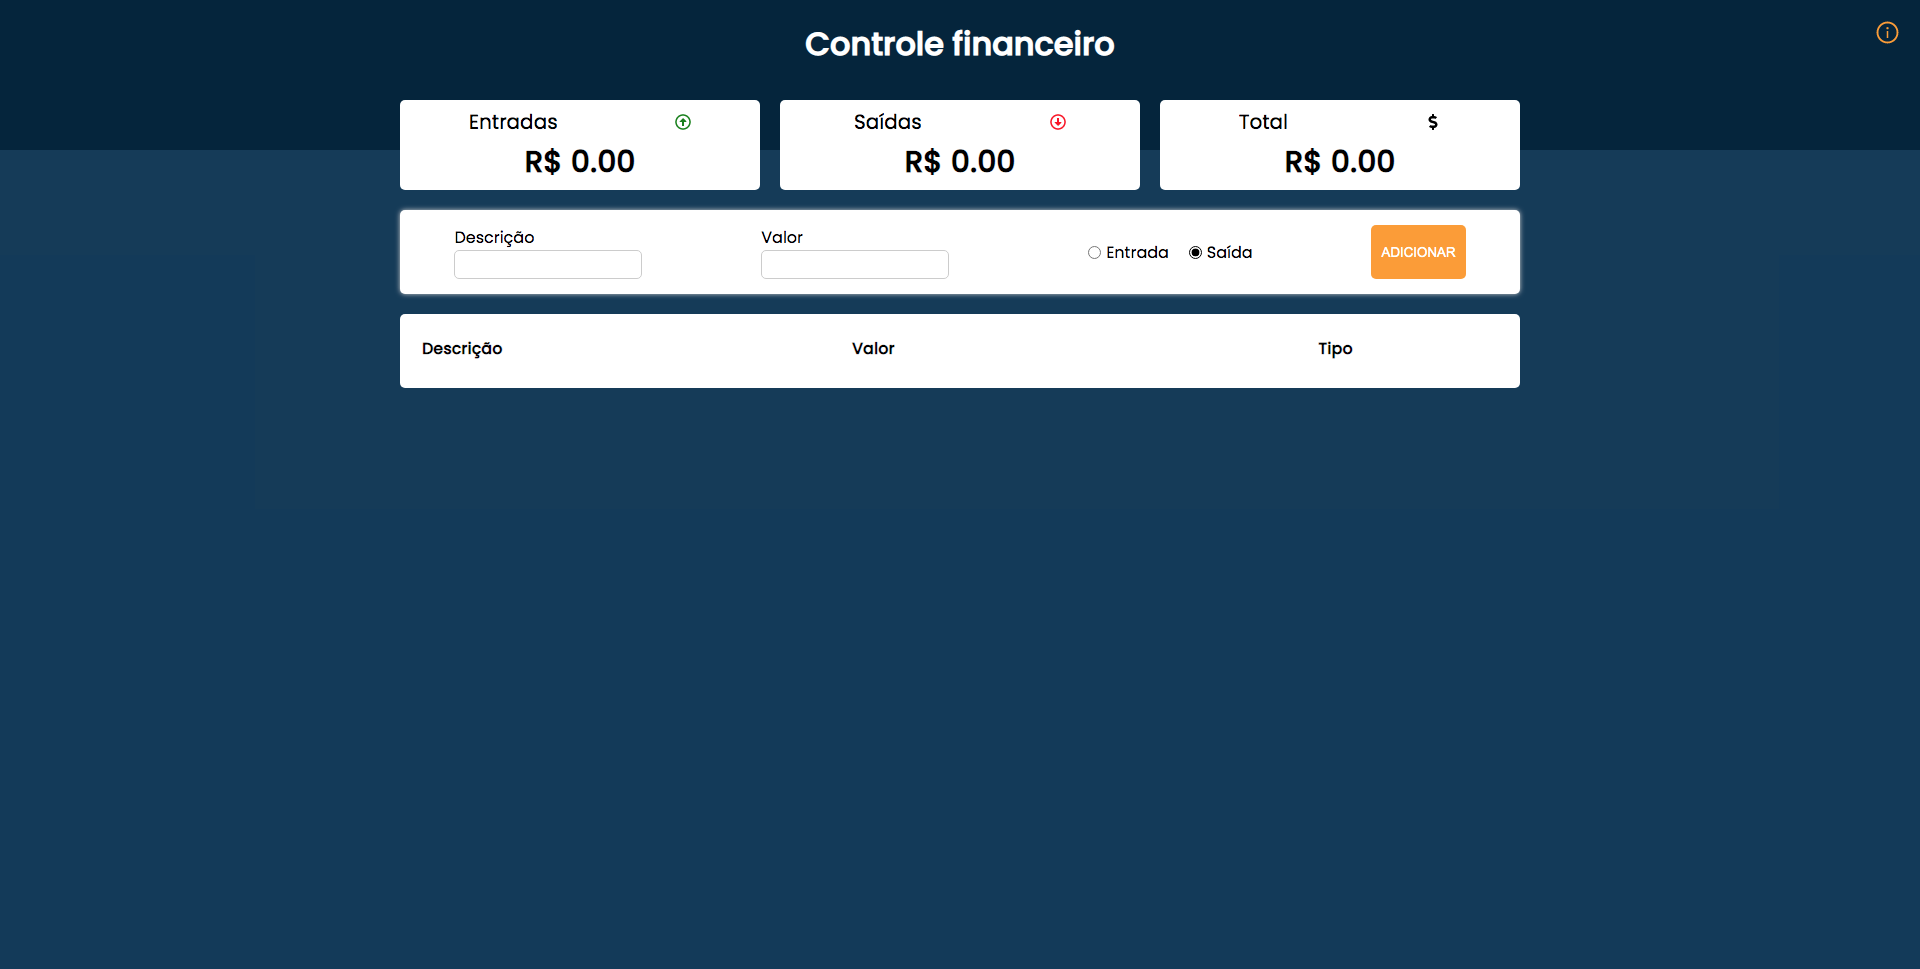 Controle financeiro
Entradas
R$ 0.00
Saídas
R$ 0.00
Total $
R$ 0.00
Descrição
Valor
Entrada Saída
ADICIONAR
Descrição Valor Tipo